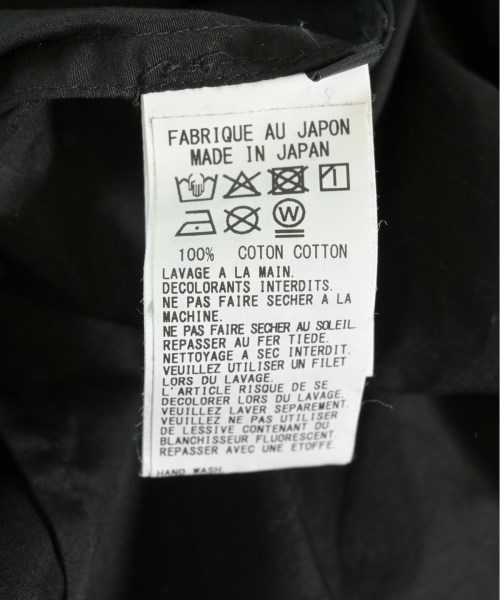 FABRIQUE AU JAPON
MADE IN JAPAN
W
100% COTON COTTON
LAVAGE A LA MAIN.
DECOLORANTS INTERDITS.
NE PAS FAIRE SECHER A LA
MACHINE.
NE PAS FAIRE SECHER AU SOLEIL.
REPASSER AU FER TIEDE.
NETTOYAGE A SEC INTERDIT.
VEUILLEZ UTILISER UN FILET
LORS DU LAVAGE.
L'ARTICLE RISQUE DE SE
DECOLORER LORS DU LAVAGE.
VEUILLEZ LAVER SEPAREMENT.
VEUILLEZ NE PAS UTILISER
DE LESSIVE CONTENANT DU
BLANCHISSEUR FLUORESCENT.
REPASSER AVEC UNE ETOFFE.
HAND WASH